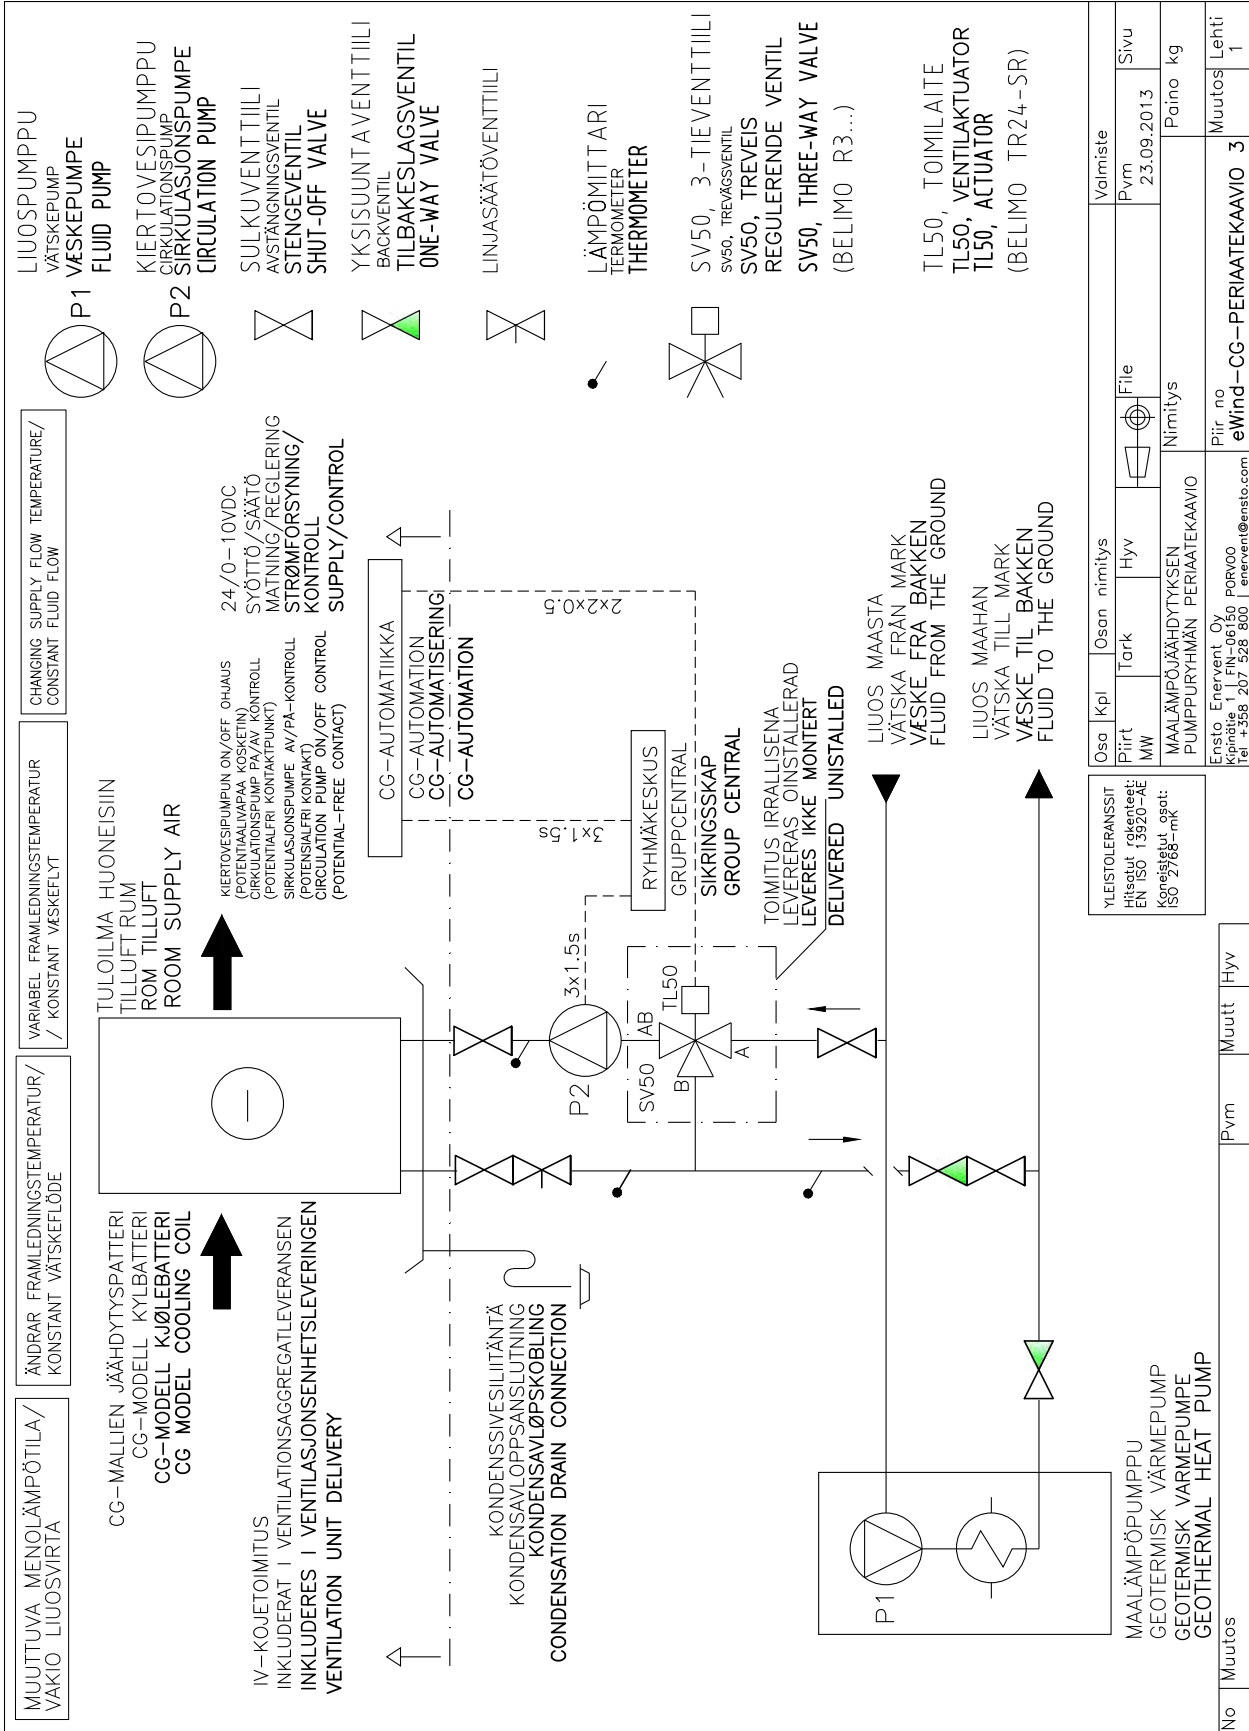 MUUTTUVA MENOLÄMPÖTILA/
VAKIO LIUOSVIRTA
ÄNDRAR FRAMLEDNINGSTEMPERATUR/
KONSTANT VÄTSKEFLÖDE
VARIABEL FRAMLEDNINGSTEMPERATUR
/ KONSTANT VÆSKEFLYT
CHANGING SUPPLY FLOW TEMPERATURE/
CONSTANT FLUID FLOW
CG-MALLIEN JÄÄHDYTYSPATTERI
CG-MODELL KYLBATTERI
CG-MODELL KJØLEBATTERI
CG MODEL COOLING COIL
TULOILMA HUONEISIIN
TILLUFT RUM
ROM TILLUFT
ROOM SUPPLY AIR
IV-KOJETOIMITUS
INKLUDERAT I VENTILATIONSAGGREGATLEVERANSEN
INKLUDERES I VENTILASJONSENHETSLEVERINGEN
VENTILATION UNIT DELIVERY
KIERTOVESIPUMPUN ON/OFF OHJAUS
(POTENTIAALIVAPAA KOSKETIN)
CIRKULATIONSPUMP PÅ/AV KONTROLL
(POTENTIALFRI KONTAKTPUNKT)
SIRKULASJONSPUMPE AV/PÅ-KONTROLL
(POTENSIALFRI KONTAKT)
CIRCULATION PUMP ON/OFF CONTROL
(POTENTIAL-FREE CONTACT)
24/0-10VDC
SYÖTTÖ/SÄÄTÖ
MATNING/REGLERING
STRØMFORSYNING/
KONTROLL
SUPPLY/CONTROL
CG-AUTOMATIIKKA
CG-AUTOMATION
CG-AUTOMATISERING
CG-AUTOMATION
3x1.5s
2x2x0.5
KONDENSSIVESILIITÄNTÄ
KONDENSAVLOPPSANSLUTNING
KONDENSAVLØPSKOBLING
CONDENSATION DRAIN CONNECTION
P2
3x1.5s
RYHMÄKESKUS
GRUPPCENTRAL
SIKRINGSSKAP
GROUP CENTRAL
SV50
AB
TL50
B
A
TOIMITUS IRRALLISENA
LEVERERAS OINSTALLERAD
LEVERES IKKE MONTERT
DELIVERED UNISTALLED
LIUOS MAASTA
VÄTSKA FRÅN MARK
VÆSKE FRA BAKKEN
FLUID FROM THE GROUND
LIUOS MAAHAN
VÄTSKA TILL MARK
VÆSKE TIL BAKKEN
FLUID TO THE GROUND
P1
MAALÄMPÖPUMPPU
GEOTERMISK VÄRMEPUMP
GEOTERMISK VARMEPUMPE
GEOTHERMAL HEAT PUMP
P1
LIUOSPUMPPU
VÄTSKEPUMP
VÆSKEPUMPE
FLUID PUMP
P2
KIERTOVESIPUMPPU
CIRKULATIONSPUMP
SIRKULASJONSPUMPE
CIRCULATION PUMP
SULKUVENTTIILI
AVSTÄNGNINGSVENTIL
STENGEVENTIL
SHUT-OFF VALVE
YKSISUUNTAVENTTIILI
BACKVENTIL
TILBAKESLAGSVENTIL
ONE-WAY VALVE
LINJASÄÄTÖVENTTIILI
LÄMPÖMITTARI
TERMOMETER
THERMOMETER
SV50, 3-TIEVENTTIILI
SV50, TREVÄGSVENTIL
SV50, TREVEIS
REGULERENDE VENTIL
SV50, THREE-WAY VALVE
(BELIMO R3...)
TL50, TOIMILAITE
TL50, VENTILAKTUATOR
TL50, ACTUATOR
(BELIMO TR24-SR)
YLEISTOLERANSSIT
Hitsatut rakenteet:
EN ISO 13920-AE
Koneistetut osat:
ISO 2768-mK
Osa Kpl Osan nimitys Valmiste
Piirt MW Tark Hyv File Pvm 23.09.2013 Sivu
MAALÄMPÖJÄÄHDYTYKSEN
PUMPPURYHMÄN PERIAATEKAAVIO
Nimitys
Paino kg
Ensto Enervent Oy
Kipinätie 1 | FIN-06150 PORVOO
Tel +358 207 528 800 | enervent@ensto.com
Piir no
eWind-CG-PERIAATEKAAVIO 3
Muutos
Lehti
1
No Muutos Pvm Muutt Hyv